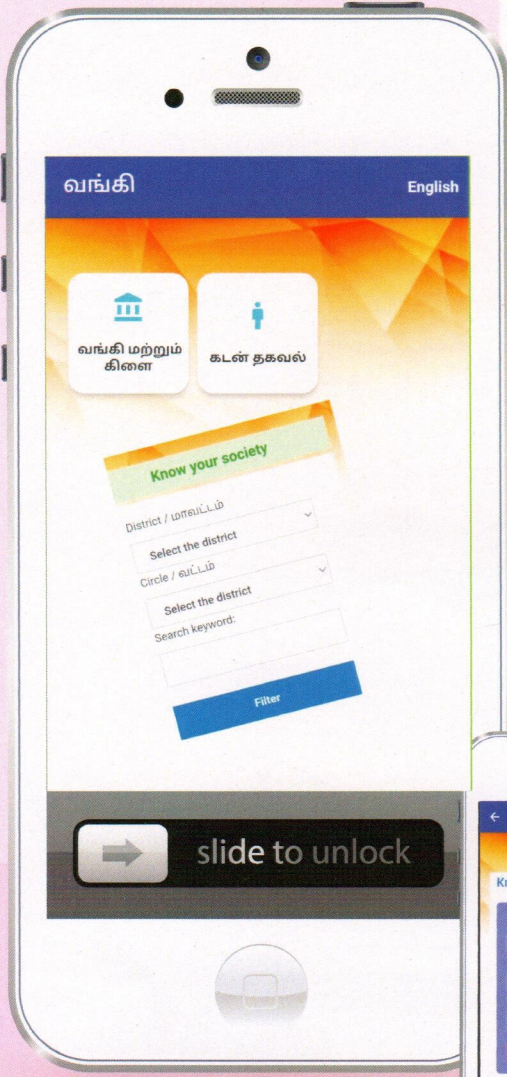 வங்கி
English
வங்கி மற்றும்
கிளை
கடன் தகவல்
Know your society
District / மாவட்டம்
Select the district
Circle / வட்டம்
Select the district
Search keyword:
Filter
slide to unlock